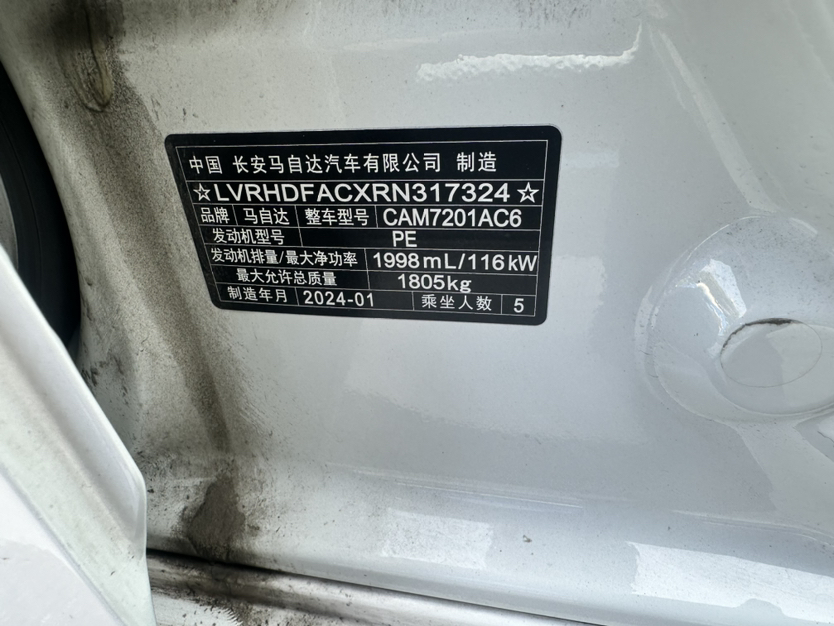 中国 长安马自达汽车有限公司 制造
☆LVRHDFACXRN317324☆
品牌 马自达 整车型号 CAM7201AC6
发动机型号 PE
发动机排量/最大净功率 1998mL/116kW
最大允许总质量 1805kg
制造年月 2024-01 乘坐人数 5